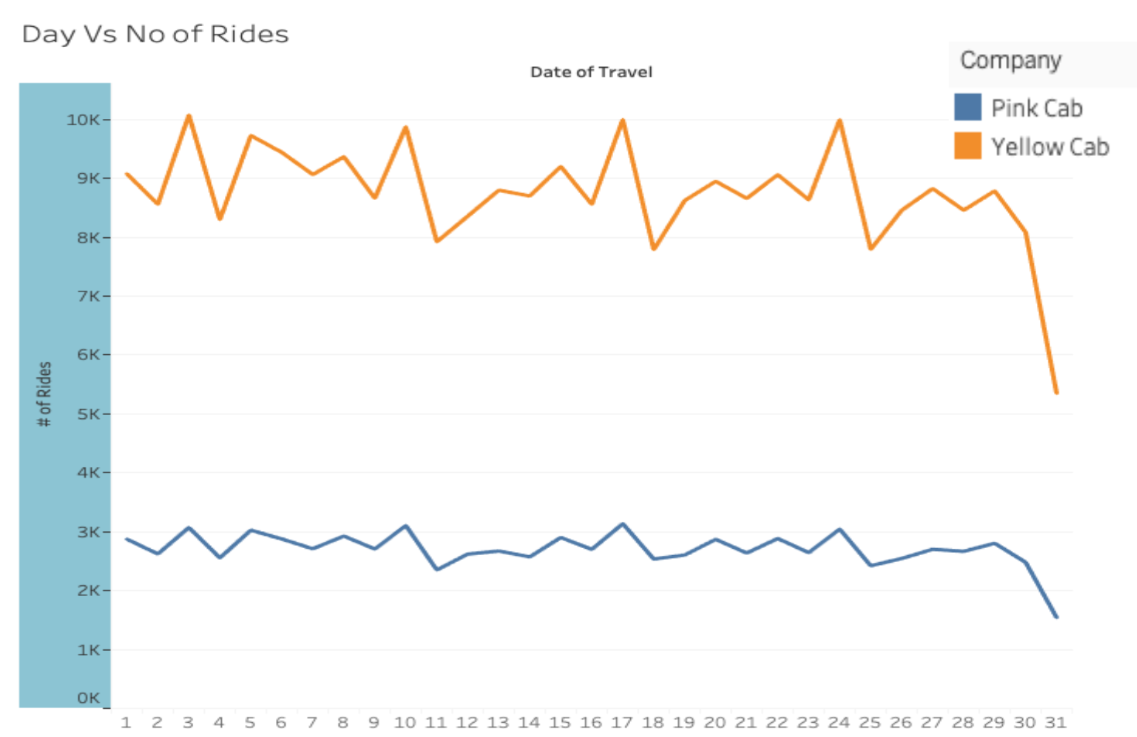 Day Vs No of Rides
Date of Travel
Company
Pink Cab
Yellow Cab
# of Rides
10K
9K
8K
7K
6K
5K
4K
3K
2K
1K
0K
1 2 3 4 5 6 7 8 9 10 11 12 13 14 15 16 17 18 19 20 21 22 23 24 25 26 27 28 29 30 31